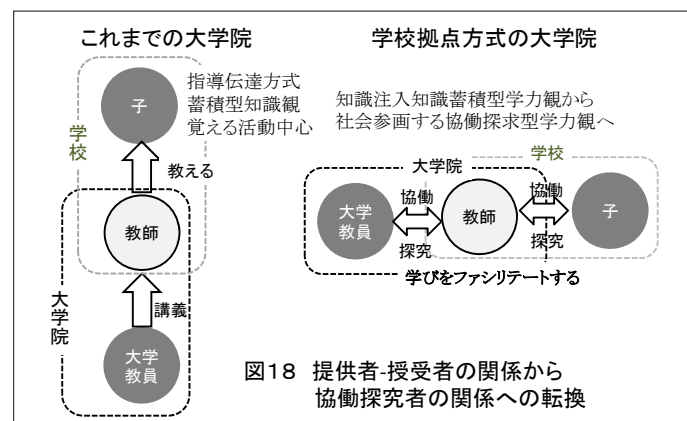 これまでの大学院
子
指導伝達方式
蓄積型知識観
覚える活動中心
学校
教える
教師
大学院
講義
大学
教員
学校拠点方式の大学院
知識注入知識蓄積型学力観から
社会参画する協働探求型学力観へ
大学院
学校
大学
教員
協働
探究
教師
協働
探究
子
学びをファシリテートする
図18 提供者-授受者の関係から
協働探究者の関係への転換